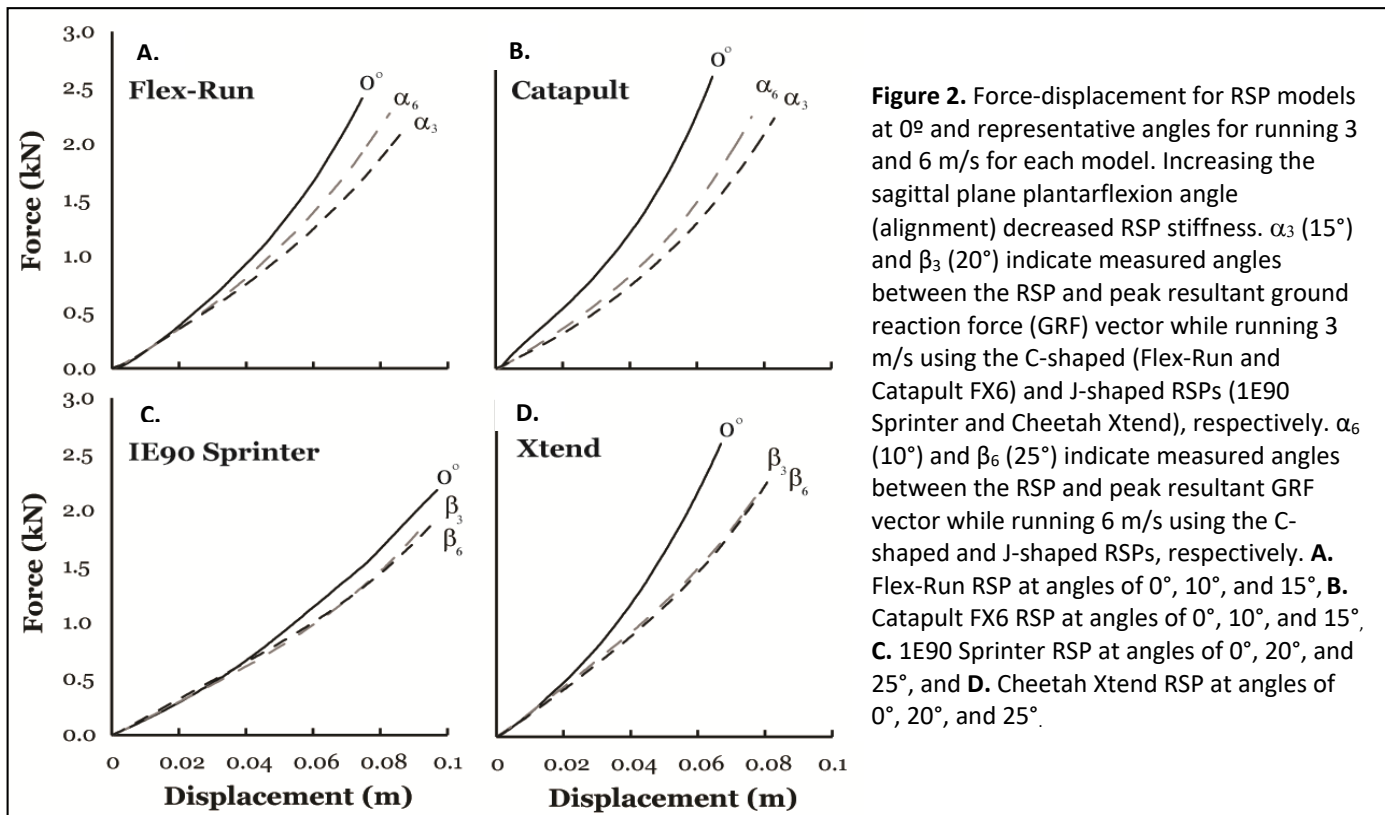 3.0
2.5
2.0
1.5
1.0
0.5
0.0
Force (kN)
A.
Flex-Run
0°
α6
α3
B.
Catapult
0°
α6 α3
3.0
2.5
2.0
1.5
1.0
0.5
0.0
Force (kN)
C.
IE90 Sprinter
0°
β3
β6
0 0.02 0.04 0.06 0.08 0.1
Displacement (m)
D.
Xtend
0°
β3 β6
0 0.02 0.04 0.06 0.08 0.1
Displacement (m)
Figure 2. Force-displacement for RSP models
at 0º and representative angles for running 3
and 6 m/s for each model. Increasing the
sagittal plane plantarflexion angle
(alignment) decreased RSP stiffness. α3 (15°)
and β3 (20°) indicate measured angles
between the RSP and peak resultant ground
reaction force (GRF) vector while running 3
m/s using the C-shaped (Flex-Run and
Catapult FX6) and J-shaped RSPs (1E90
Sprinter and Cheetah Xtend), respectively. α6
(10°) and β6 (25°) indicate measured angles
between the RSP and peak resultant GRF
vector while running 6 m/s using the C-
shaped and J-shaped RSPs, respectively. A.
Flex-Run RSP at angles of 0°, 10°, and 15°, B.
Catapult FX6 RSP at angles of 0°, 10°, and 15°,
C. 1E90 Sprinter RSP at angles of 0°, 20°, and
25°, and D. Cheetah Xtend RSP at angles of
0°, 20°, and 25°.